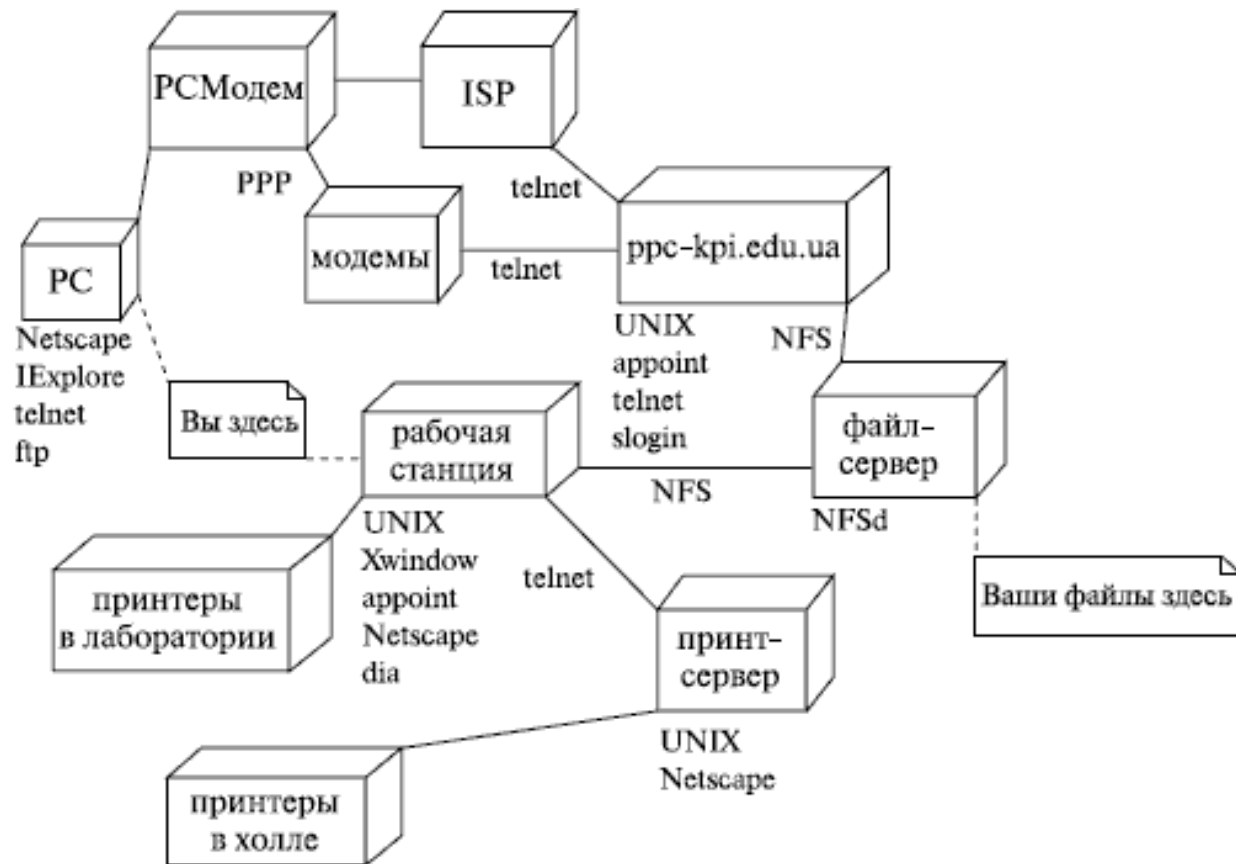 PCМодем
ISP
PPP
telnet
модемы
telnet
ppc-kpi.edu.ua
PC
Netscape
IExplore
telnet
ftp
UNIX
appoint
telnet
slogin
NFS
Вы здесь
рабочая
станция
NFS
файл-
сервер
NFSd
UNIX
Xwindow
appoint
Netscape
dia
telnet
принтеры
в лаборатории
Ваши файлы здесь
принт-
сервер
UNIX
Netscape
принтеры
в холле